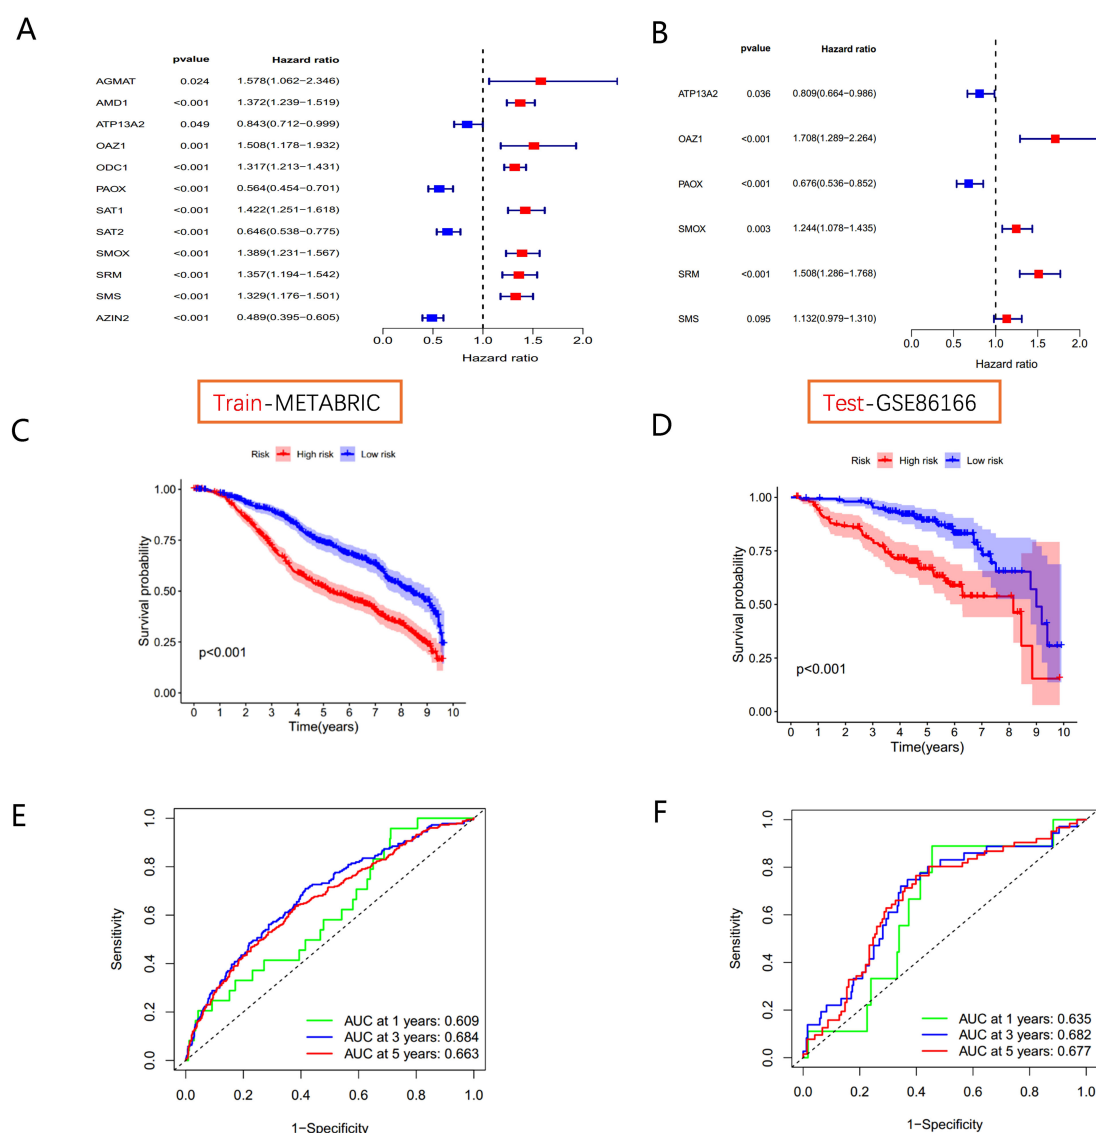 A
pvalue Hazard ratio
AGMAT 0.024 1.578(1.062−2.346)
AMD1 <0.001 1.372(1.239−1.519)
ATP13A2 0.049 0.843(0.712−0.999)
OAZ1 0.001 1.508(1.178−1.932)
ODC1 <0.001 1.317(1.213−1.431)
PAOX <0.001 0.564(0.454−0.701)
SAT1 <0.001 1.422(1.251−1.618)
SAT2 <0.001 0.646(0.538−0.775)
SMOX <0.001 1.389(1.231−1.567)
SRM <0.001 1.357(1.194−1.542)
SMS <0.001 1.329(1.176−1.501)
AZIN2 <0.001 0.489(0.395−0.605)
0.0 0.5 1.0 1.5 2.0
Hazard ratio
B
pvalue Hazard ratio
ATP13A2 0.036 0.809(0.664−0.986)
OAZ1 <0.001 1.708(1.289−2.264)
PAOX <0.001 0.676(0.536−0.852)
SMOX 0.003 1.244(1.078−1.435)
SRM <0.001 1.508(1.286−1.768)
SMS 0.095 1.132(0.979−1.310)
0.0 0.5 1.0 1.5 2.0
Hazard ratio
Train-METABRIC
Test-GSE86166
C
Risk High risk Low risk
Survival probability
1.00
0.75
0.50
0.25
0.00
p<0.001
0 1 2 3 4 5 6 7 8 9 10
Time(years)
D
Risk High risk Low risk
Survival probability
1.00
0.75
0.50
0.25
0.00
p<0.001
0 1 2 3 4 5 6 7 8 9 10
Time(years)
E
Sensitivity
1.0
0.8
0.6
0.4
0.2
0.0
AUC at 1 years: 0.609
AUC at 3 years: 0.684
AUC at 5 years: 0.663
0.0 0.2 0.4 0.6 0.8 1.0
1−Specificity
F
Sensitivity
1.0
0.8
0.6
0.4
0.2
0.0
AUC at 1 years: 0.635
AUC at 3 years: 0.682
AUC at 5 years: 0.677
0.0 0.2 0.4 0.6 0.8 1.0
1−Specificity